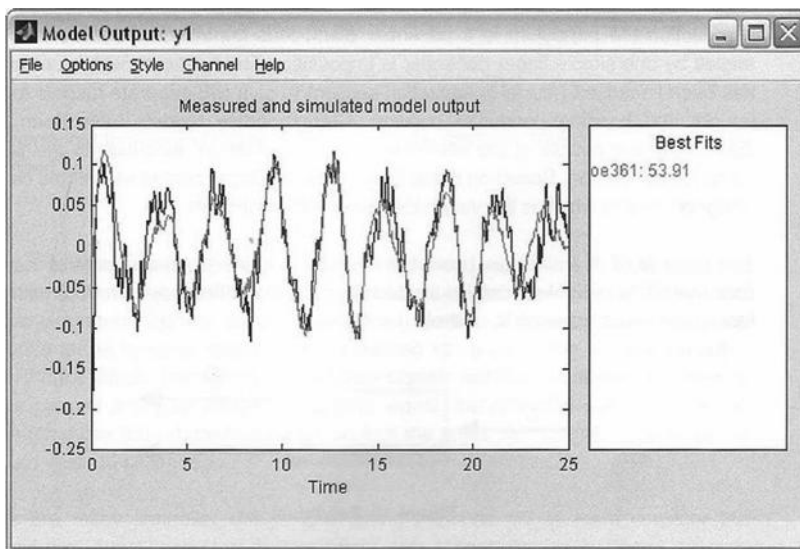 Model Output: y1
File Options Style Channel Help
Measured and simulated model output
0.15
0.1
0.05
0
-0.05
-0.1
-0.15
-0.2
-0.25
0 5 10 15 20 25
Time
Best Fits
oe361: 53.91